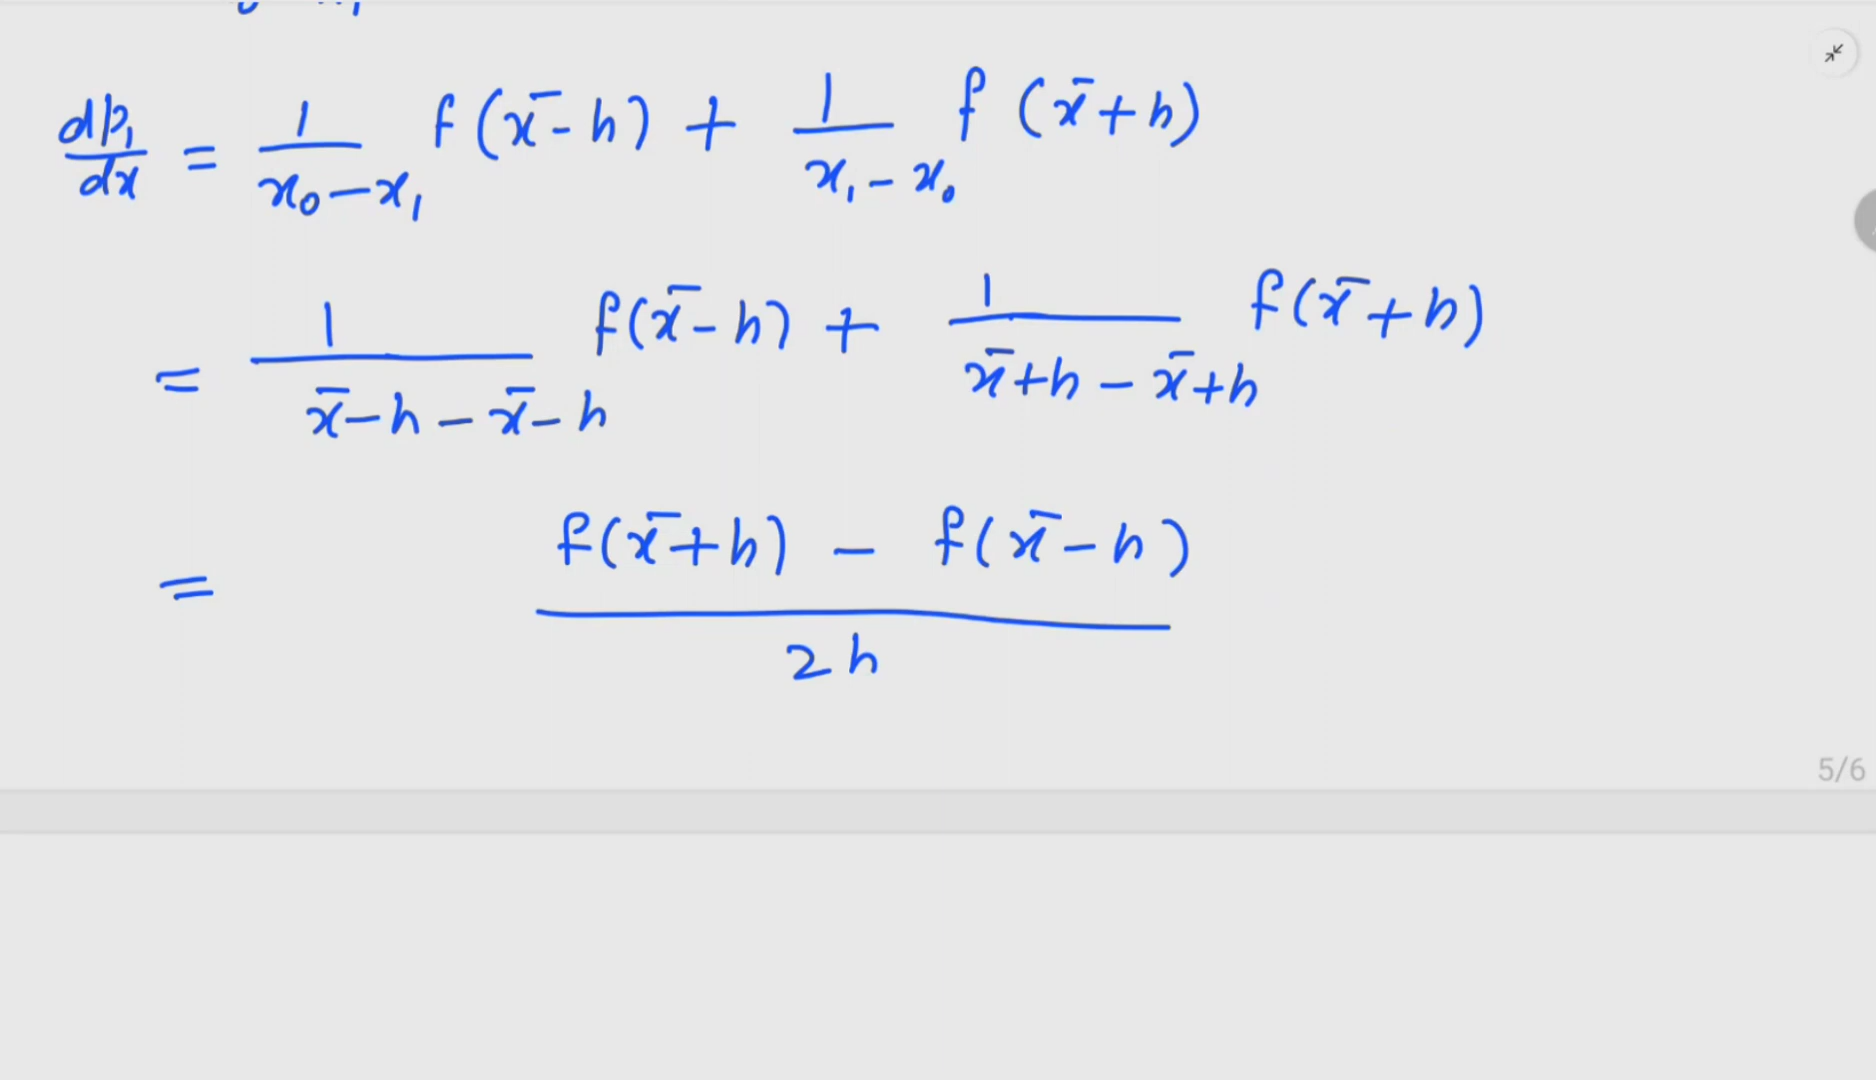 dp₁/dx = 1/(x₀ - x₁) f(x̄ - h) + 1/(x₁ - x₀) f(x̄ + h)
= 1/(x̄ - h - x̄ - h) f(x̄ - h) + 1/(x̄ + h - x̄ + h) f(x̄ + h)
= (f(x̄ + h) - f(x̄ - h))/(2h)
5/6